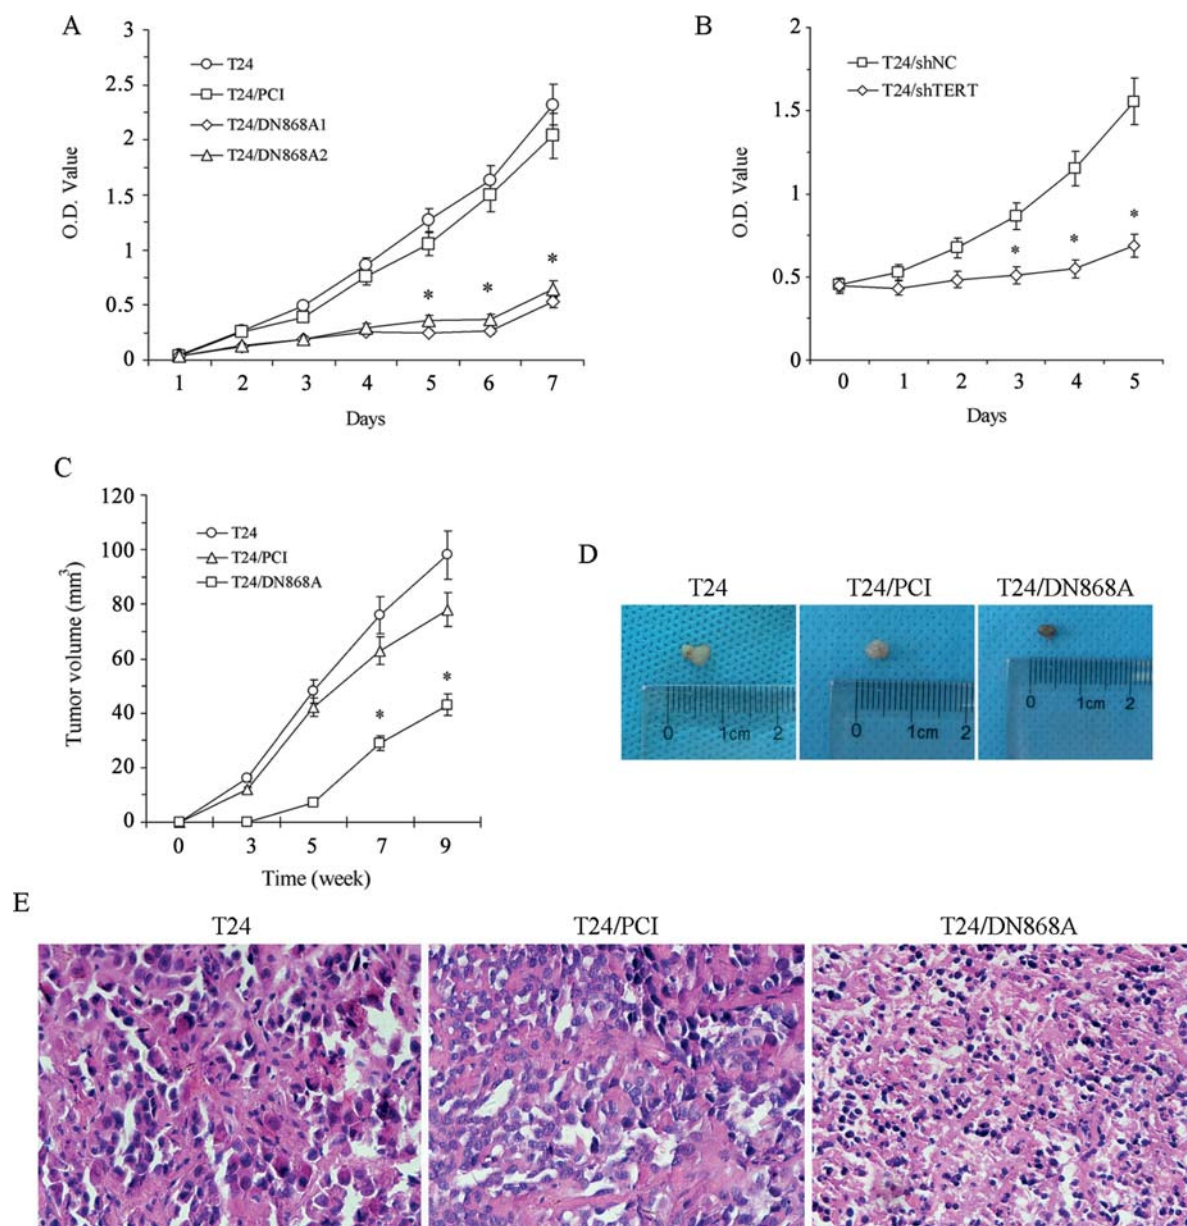 A
3
2.5
2
1.5
1
0.5
0
O.D. Value
T24
T24/PCI
T24/DN868A1
T24/DN868A2
* * *
1 2 3 4 5 6 7
Days
B
2
1.5
1
0.5
0
O.D. Value
T24/shNC
T24/shTERT
* * *
0 1 2 3 4 5
Days
C
120
100
80
60
40
20
0
Tumor volume (mm³)
T24
T24/PCI
T24/DN868A
* *
0 3 5 7 9
Time (week)
D
T24 T24/PCI T24/DN868A
0 1cm 2
0 1cm 2
0 1cm 2
E
T24 T24/PCI T24/DN868A